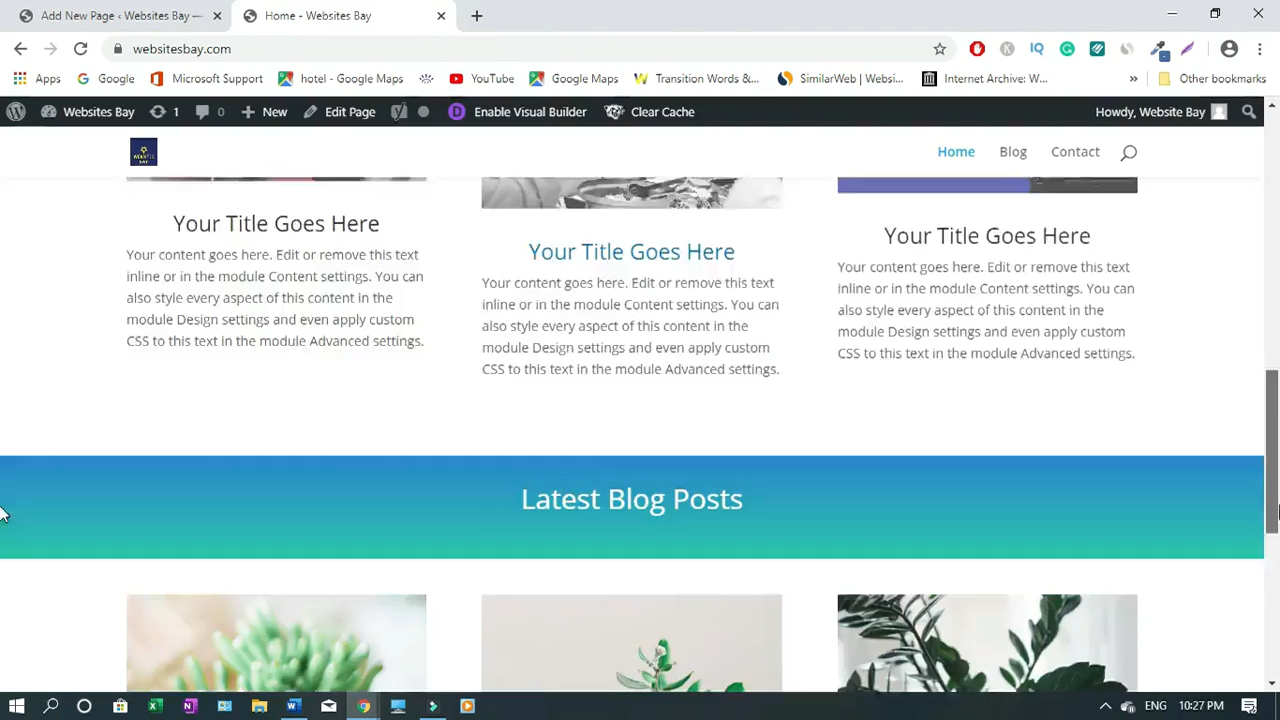 Add New Page ‹ Websites Bay —
Home - Websites Bay
websitesbay.com
Apps
Google
Microsoft Support
hotel - Google Maps
YouTube
Google Maps
Transition Words &...
SimilarWeb | Websi...
Internet Archive: W...
Other bookmarks
Websites Bay
1
0
New
Edit Page
Enable Visual Builder
Clear Cache
Howdy, Website Bay
Home
Blog
Contact
Your Title Goes Here
Your content goes here. Edit or remove this text
inline or in the module Content settings. You can
also style every aspect of this content in the
module Design settings and even apply custom
CSS to this text in the module Advanced settings.
Your Title Goes Here
Your content goes here. Edit or remove this text
inline or in the module Content settings. You can
also style every aspect of this content in the
module Design settings and even apply custom
CSS to this text in the module Advanced settings.
Your Title Goes Here
Your content goes here. Edit or remove this text
inline or in the module Content settings. You can
also style every aspect of this content in the
module Design settings and even apply custom
CSS to this text in the module Advanced settings.
Latest Blog Posts
ENG
10:27 PM